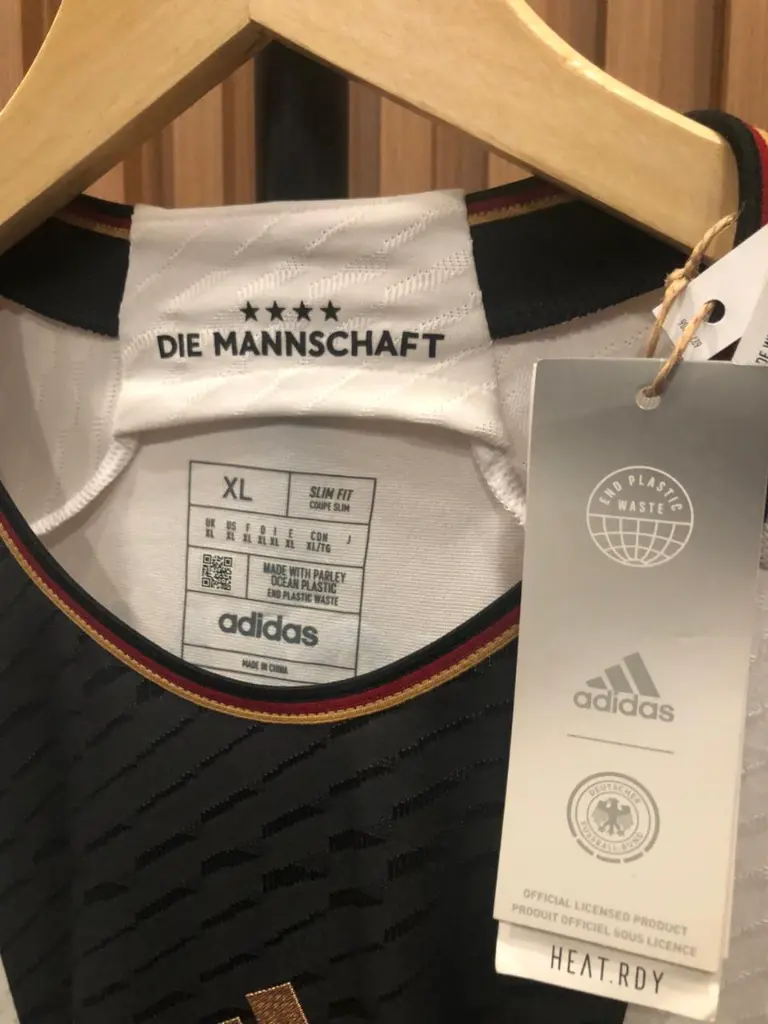 ★★★★
DIE MANNSCHAFT
XL
SLIM FIT
COUPE SLIM
UK US F D I E CDN J
XL XL XL XL XL XL XL/TG
MADE WITH PARLEY
OCEAN PLASTIC
END PLASTIC WASTE
adidas
MADE IN CHINA
END PLASTIC
WASTE
adidas
DEUTSCHER
FUSSBALL-BUND
OFFICIAL LICENSED PRODUCT
PRODUIT OFFICIEL SOUS LICENCE
HEAT.RDY